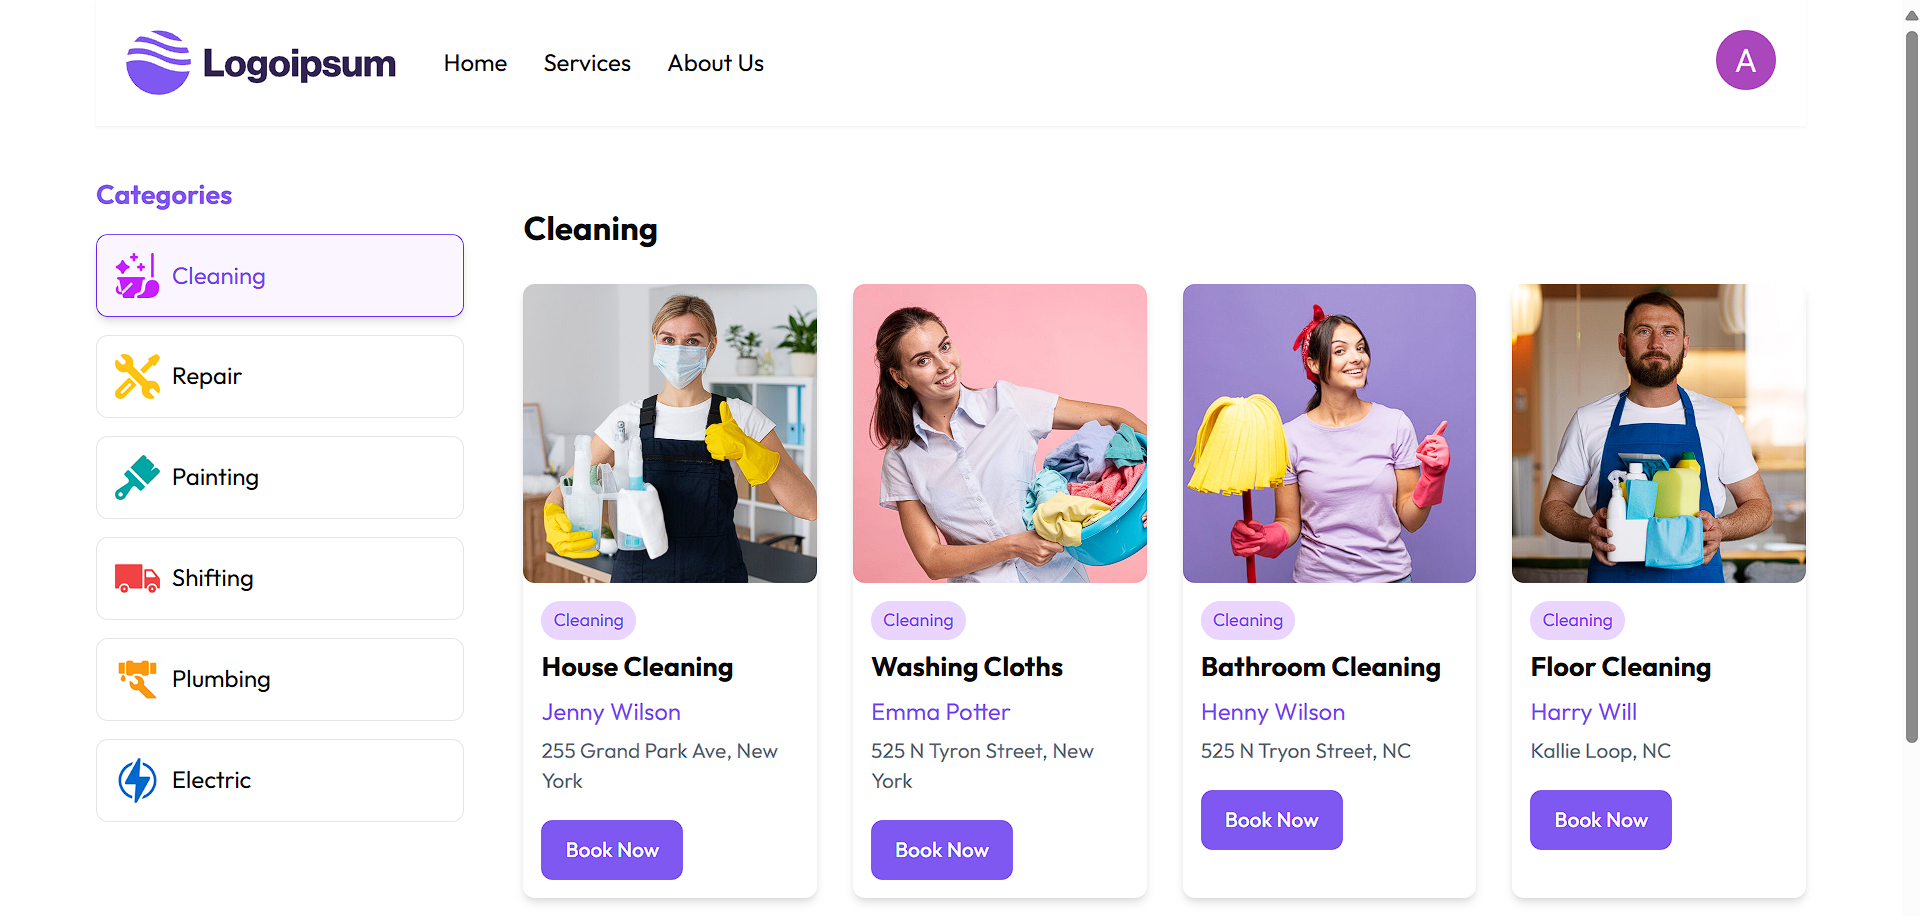 Logoipsum
Home
Services
About Us
A
Categories
Cleaning
Repair
Painting
Shifting
Plumbing
Electric
Cleaning
Cleaning
House Cleaning
Jenny Wilson
255 Grand Park Ave, New
York
Book Now
Cleaning
Washing Cloths
Emma Potter
525 N Tyron Street, New
York
Book Now
Cleaning
Bathroom Cleaning
Henny Wilson
525 N Tryon Street, NC
Book Now
Cleaning
Floor Cleaning
Harry Will
Kallie Loop, NC
Book Now